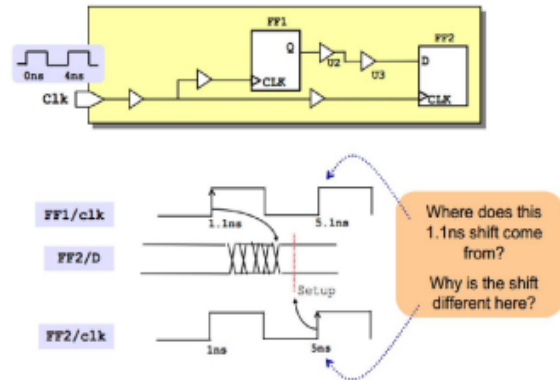 FF1
FF2
Q
U2
U3
D
CLK
CLK
0ns 4ns
Clk
FF1/clk
1.1ns
5.1ns
FF2/D
Setup
FF2/clk
1ns
5ns
Where does this
1.1ns shift come
from?
Why is the shift
different here?